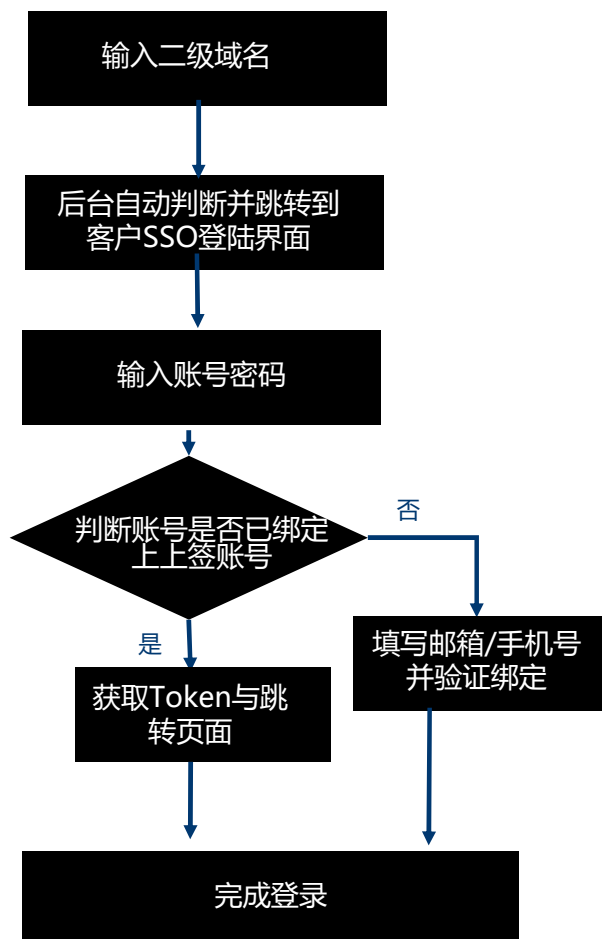 输入二级域名
后台自动判断并跳转到
客户SSO登陆界面
输入账号密码
判断账号是否已绑定
上上签账号
否
是
填写邮箱/手机号
并验证绑定
获取Token与跳
转页面
完成登录